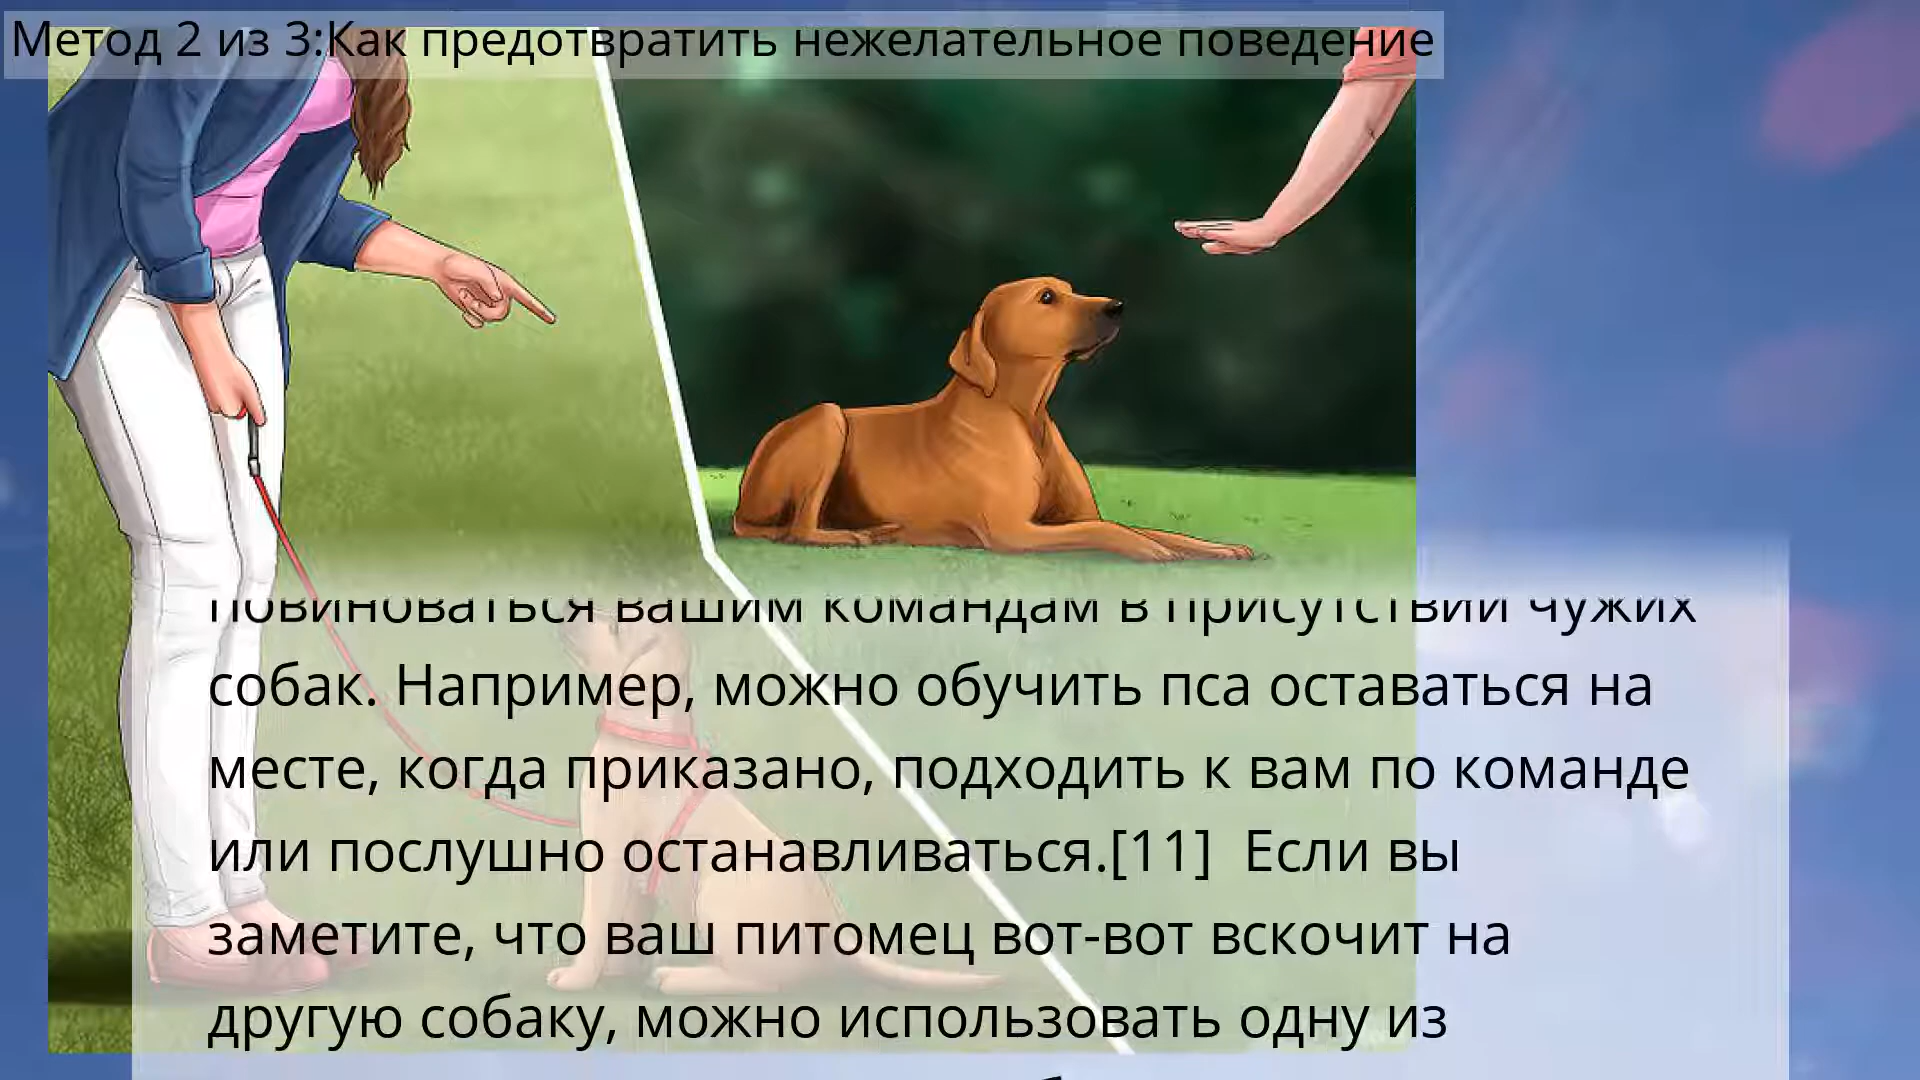 Метод 2 из 3:Как предотвратить нежелательное поведение
повиноваться вашим командам в присутствии чужих
собак. Например, можно обучить пса оставаться на
месте, когда приказано, подходить к вам по команде
или послушно останавливаться.[11] Если вы
заметите, что ваш питомец вот-вот вскочит на
другую собаку, можно использовать одну из